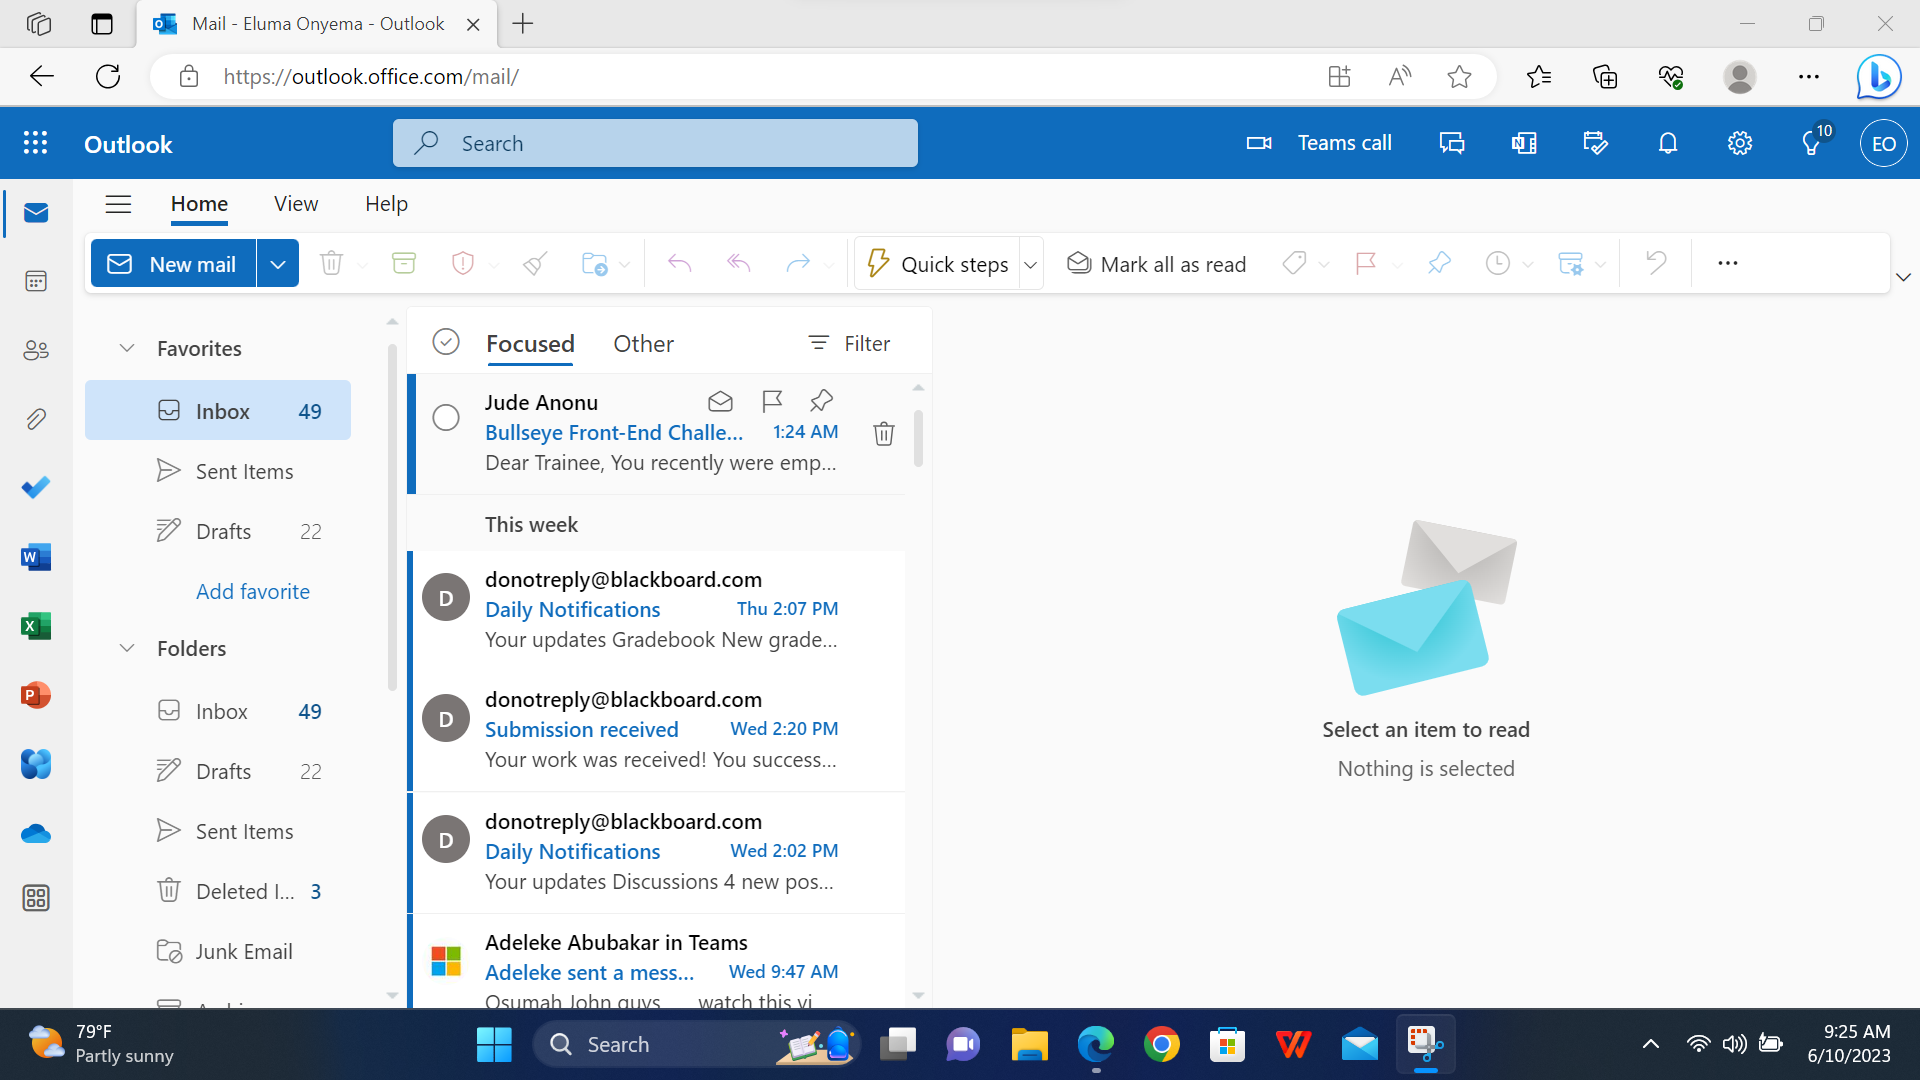 Mail - Eluma Onyema - Outlook
https://outlook.office.com/mail/
Outlook
Search
Teams call
10
EO
Home View Help
New mail
Quick steps
Mark all as read
Favorites
Inbox 49
Sent Items
Drafts 22
Add favorite
Folders
Inbox 49
Drafts 22
Sent Items
Deleted I... 3
Junk Email
Focused Other Filter
Jude Anonu
Bullseye Front-End Challe... 1:24 AM
Dear Trainee, You recently were emp...
This week
D
donotreply@blackboard.com
Daily Notifications Thu 2:07 PM
Your updates Gradebook New grade...
D
donotreply@blackboard.com
Submission received Wed 2:20 PM
Your work was received! You success...
D
donotreply@blackboard.com
Daily Notifications Wed 2:02 PM
Your updates Discussions 4 new pos...
Adeleke Abubakar in Teams
Adeleke sent a mess... Wed 9:47 AM
Osumah John guys.... watch this vi
Select an item to read
Nothing is selected
79°F
Partly sunny
Search
9:25 AM
6/10/2023